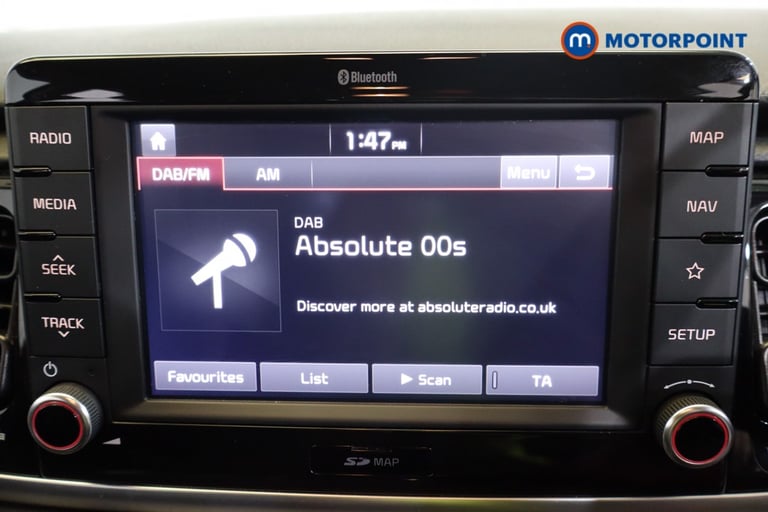 m MOTORPOINT
Bluetooth
RADIO
MEDIA
SEEK
TRACK
1:47 PM
DAB/FM AM Menu
DAB
Absolute 00s
Discover more at absoluteradio.co.uk
Favourites List Scan TA
MAP
NAV
SETUP
SD MAP